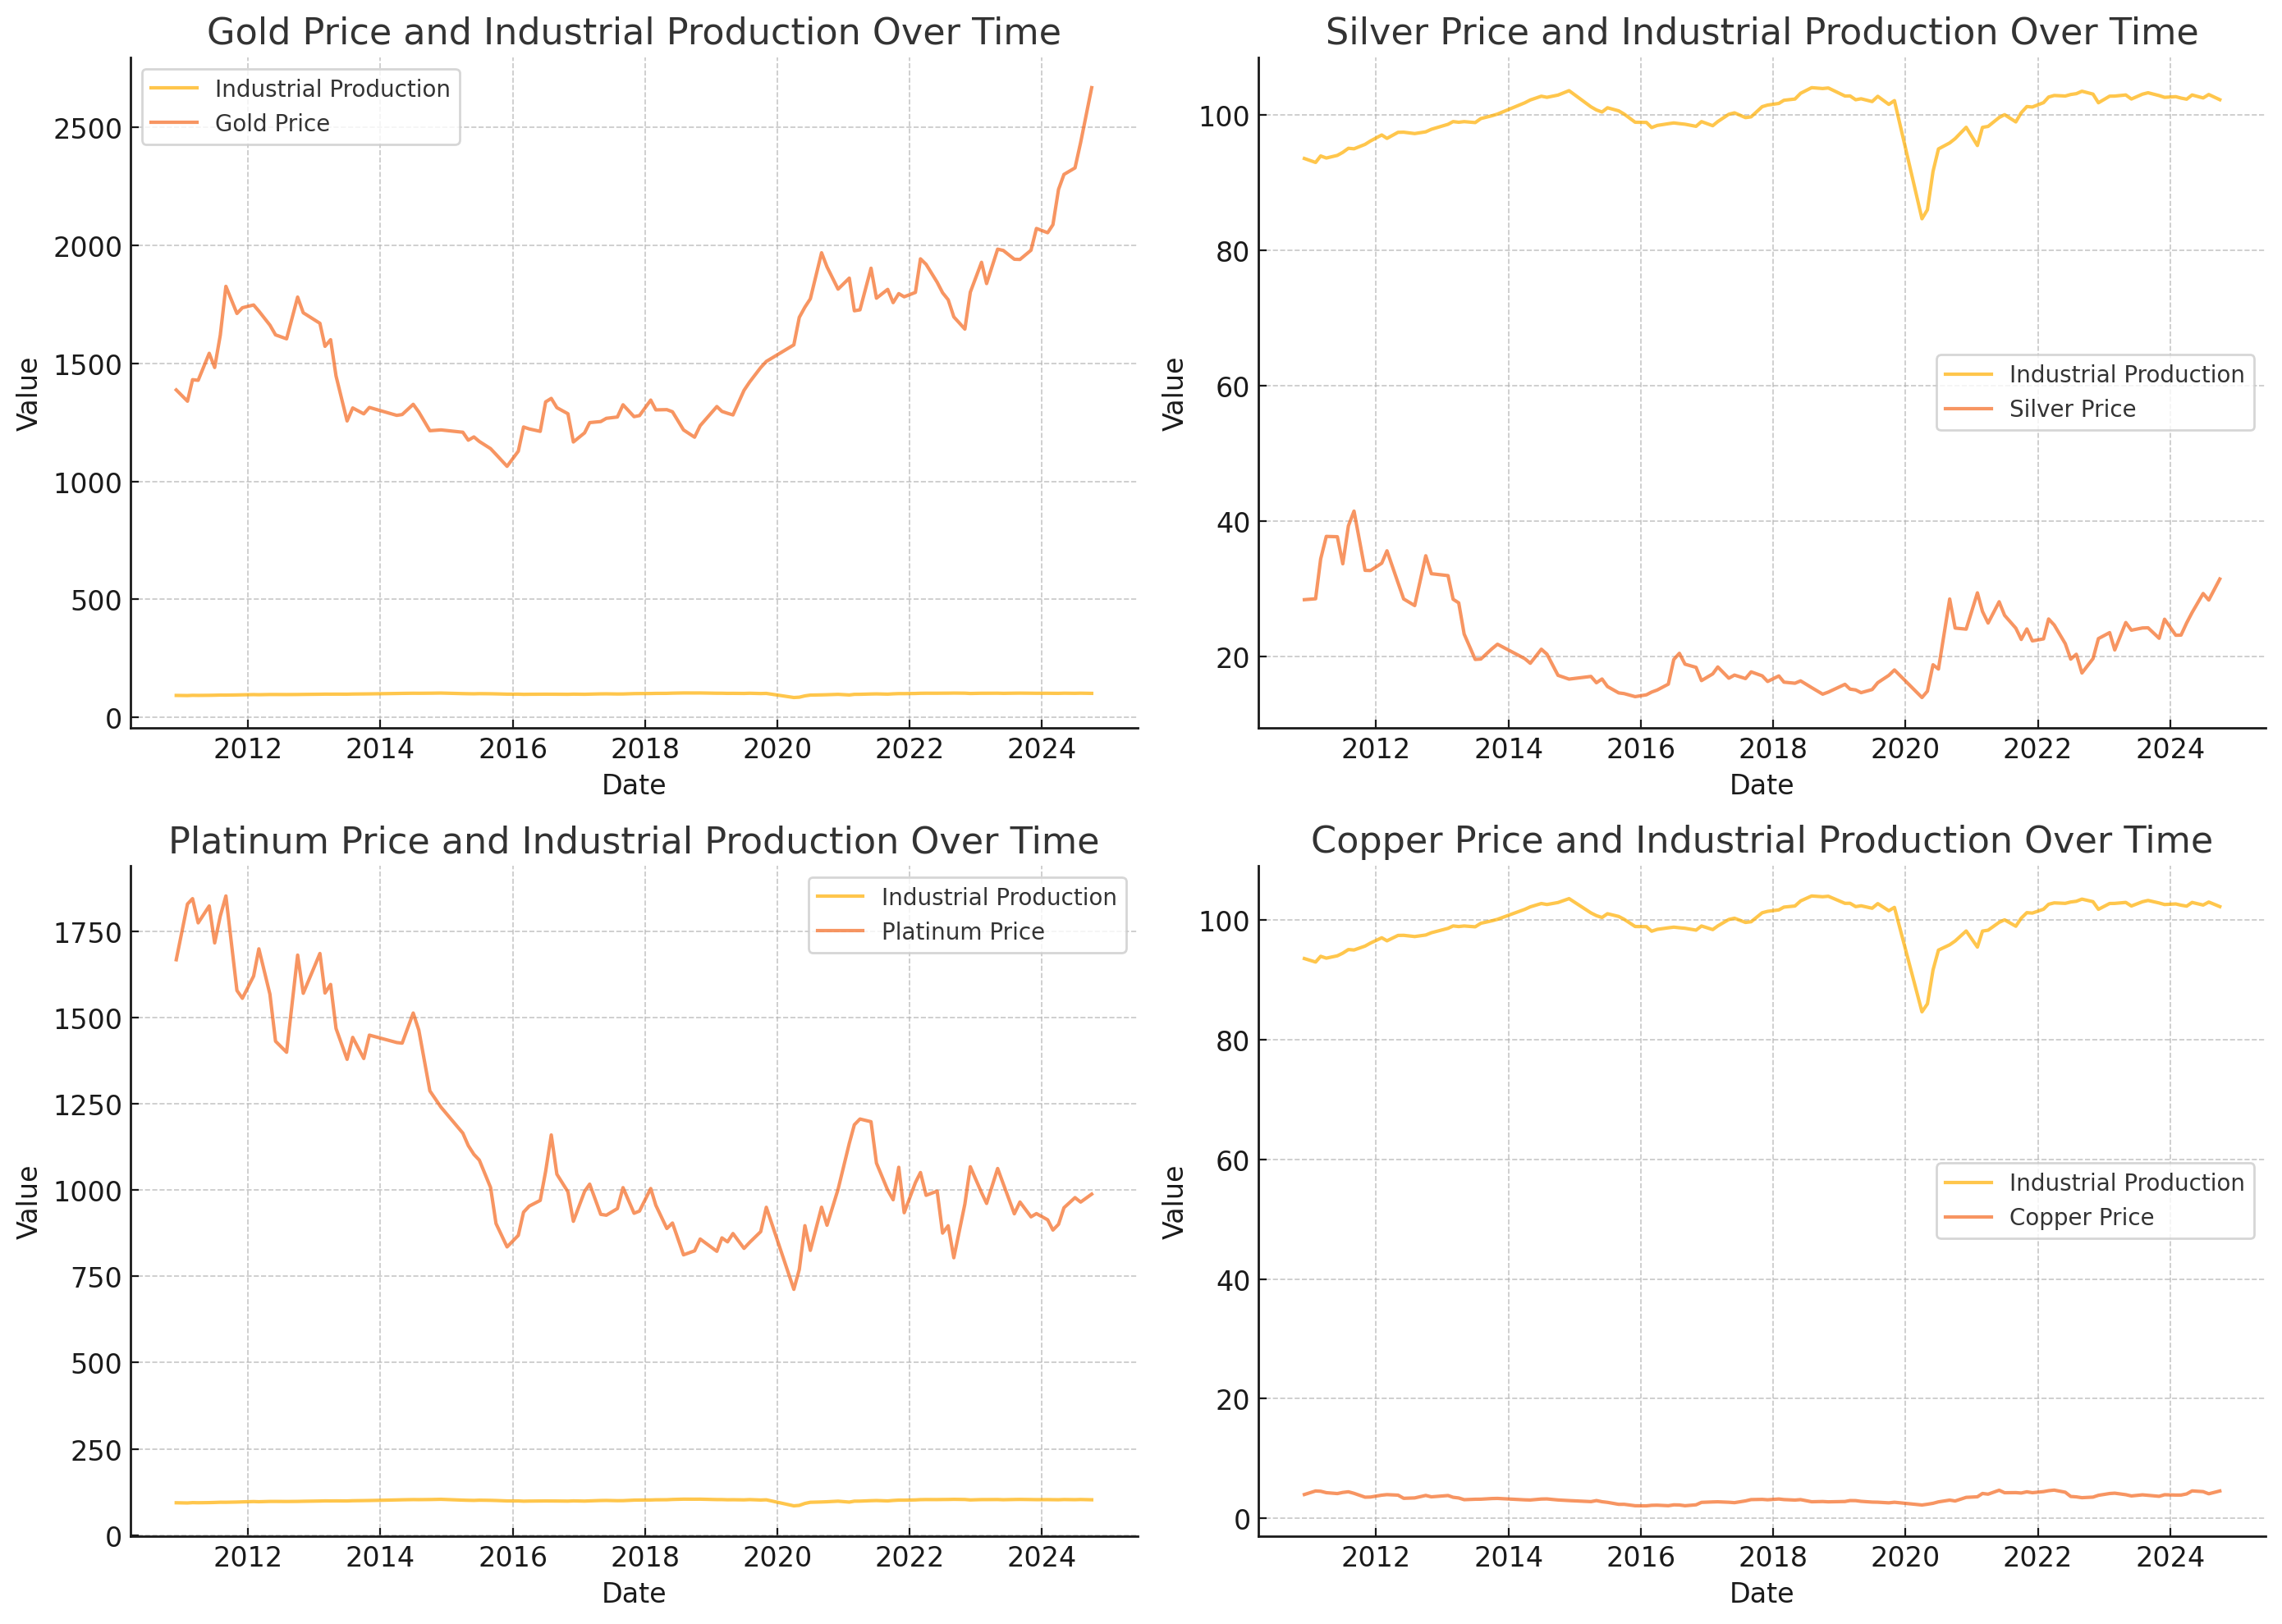 Gold Price and Industrial Production Over Time
Industrial Production
Gold Price
Value
2500
2000
1500
1000
500
0
2012 2014 2016 2018 2020 2022 2024
Date
Silver Price and Industrial Production Over Time
Industrial Production
Silver Price
Value
100
80
60
40
20
2012 2014 2016 2018 2020 2022 2024
Date
Platinum Price and Industrial Production Over Time
Industrial Production
Platinum Price
Value
1750
1500
1250
1000
750
500
250
0
2012 2014 2016 2018 2020 2022 2024
Date
Copper Price and Industrial Production Over Time
Industrial Production
Copper Price
Value
100
80
60
40
20
0
2012 2014 2016 2018 2020 2022 2024
Date